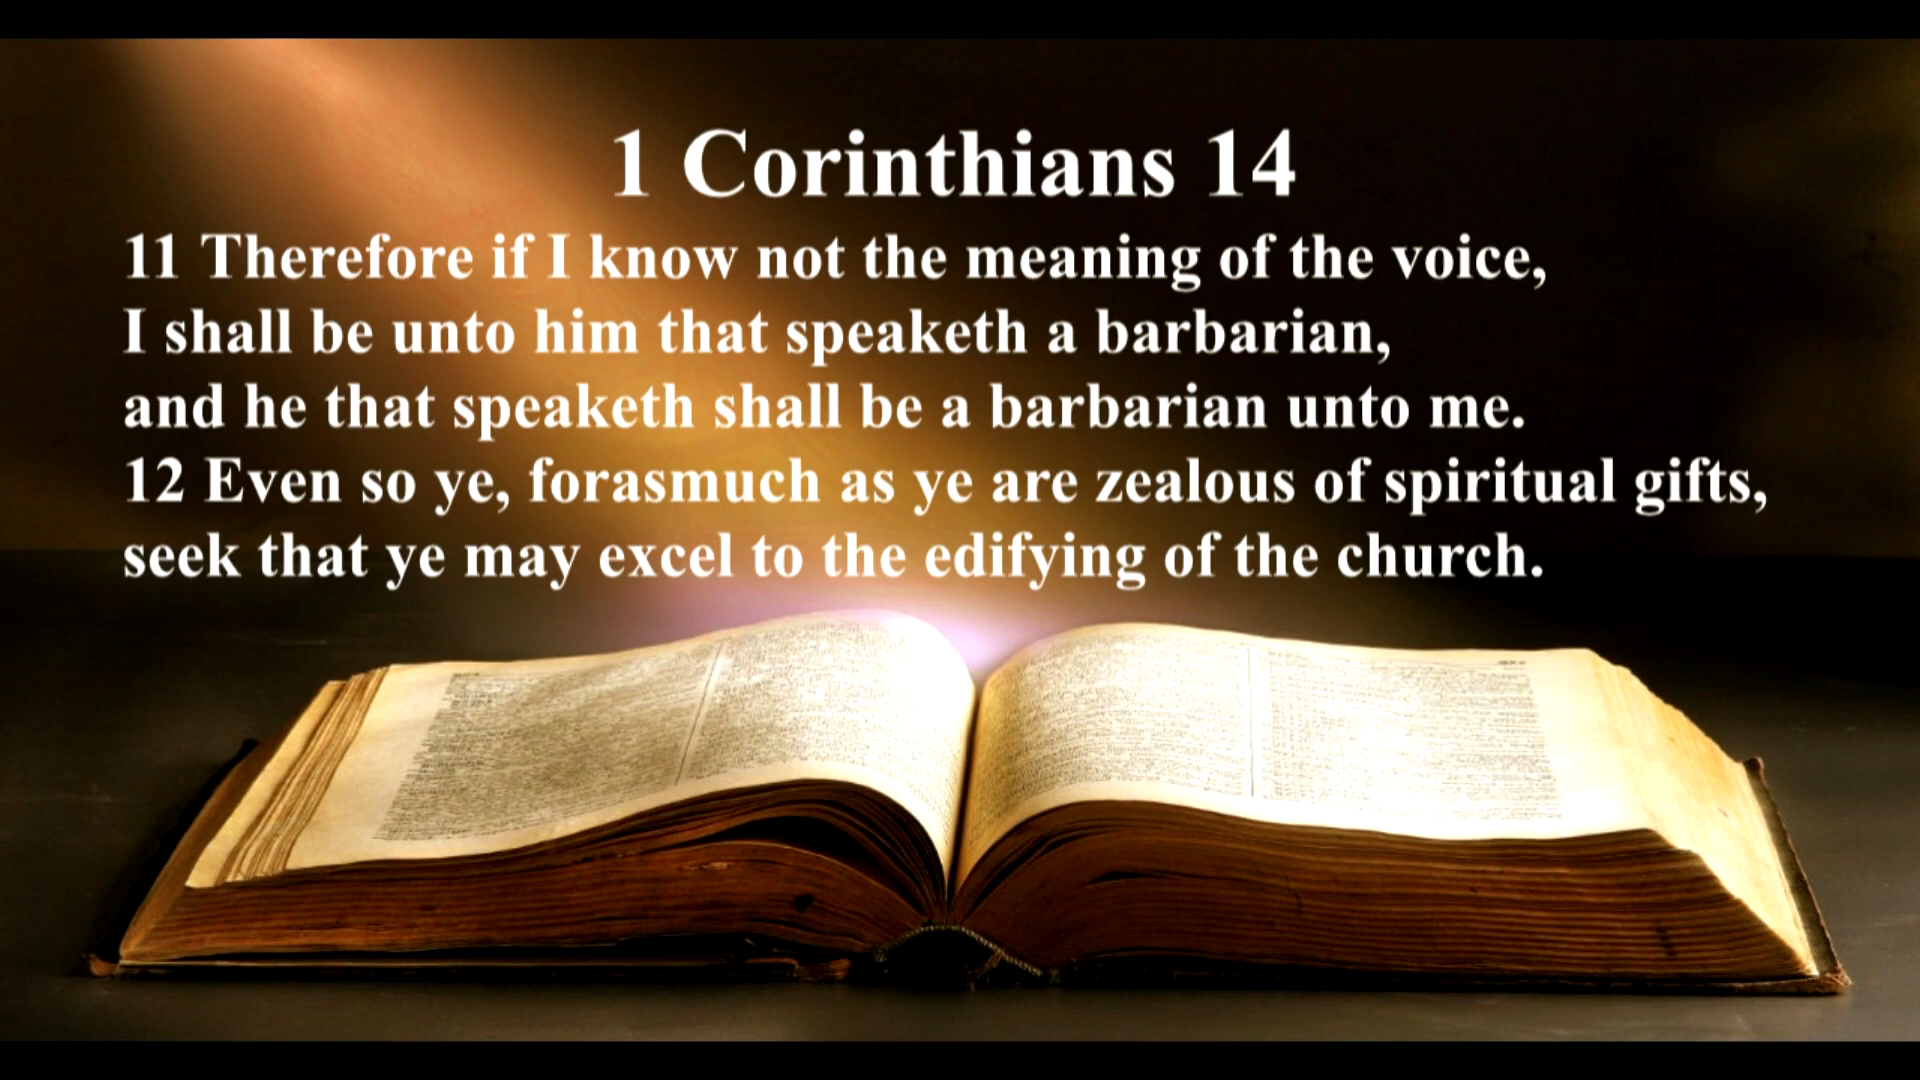 1 Corinthians 14
11 Therefore if I know not the meaning of the voice,
I shall be unto him that speaketh a barbarian,
and he that speaketh shall be a barbarian unto me.
12 Even so ye, forasmuch as ye are zealous of spiritual gifts,
seek that ye may excel to the edifying of the church.